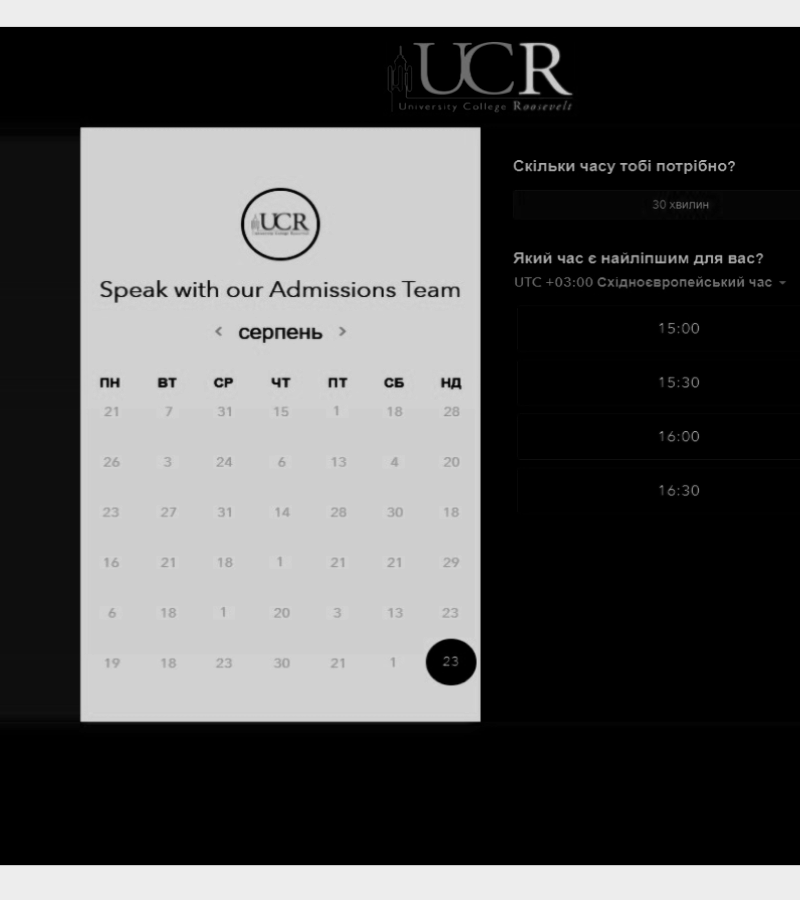 UCR
University College Roosevelt
UCR
Speak with our Admissions Team
‹ серпень ›
ПН ВТ СР ЧТ ПТ СБ НД
21 7 31 15 1 18 28
26 3 24 6 13 4 20
23 27 31 14 28 30 18
16 21 18 1 21 21 29
6 18 1 20 3 13 23
19 18 23 30 21 1 23
Скільки часу тобі потрібно?
30 хвилин
Який час є найліпшим для вас?
UTC +03:00 Східноєвропейський час
15:00
15:30
16:00
16:30